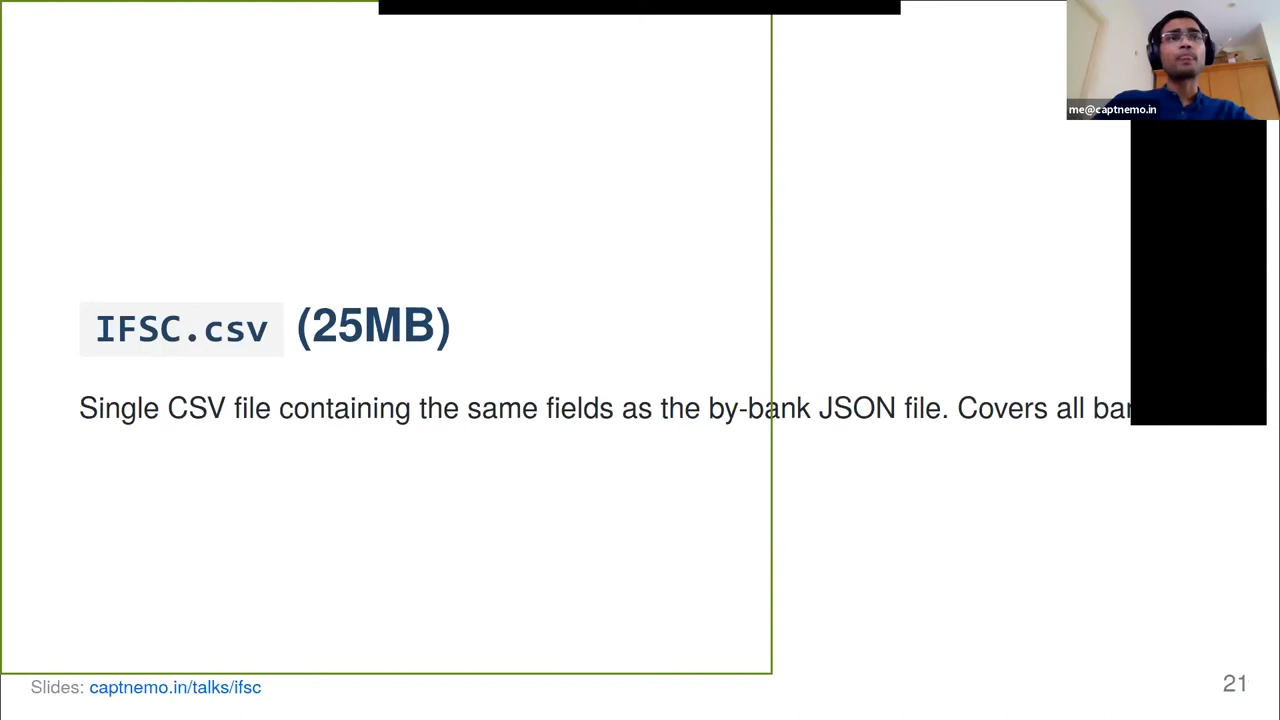 me@captnemo.in
IFSC.csv (25MB)
Single CSV file containing the same fields as the by-bank JSON file. Covers all
Slides: captnemo.in/talks/ifsc
21